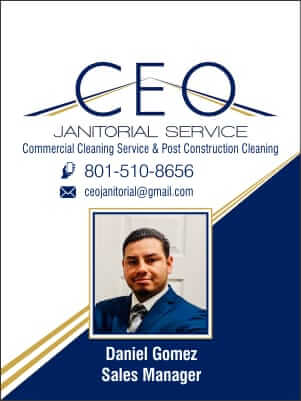 CEO
JANITORIAL SERVICE
Commercial Cleaning Service & Post Construction Cleaning
801-510-8656
ceojanitorial@gmail.com
Daniel Gomez
Sales Manager